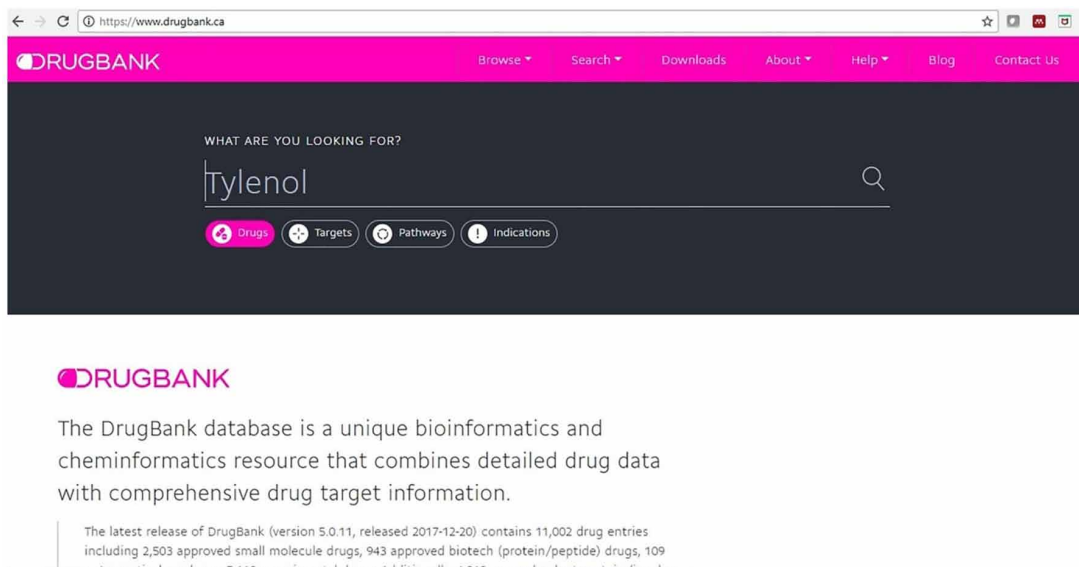 https://www.drugbank.ca
DRUGBANK
Browse Search Downloads About Help Blog Contact Us
WHAT ARE YOU LOOKING FOR?
Tylenol
Drugs Targets Pathways Indications
DRUGBANK
The DrugBank database is a unique bioinformatics and
cheminformatics resource that combines detailed drug data
with comprehensive drug target information.
The latest release of DrugBank (version 5.0.11, released 2017-12-20) contains 11,002 drug entries
including 2,503 approved small molecule drugs, 943 approved biotech (protein/peptide) drugs, 109